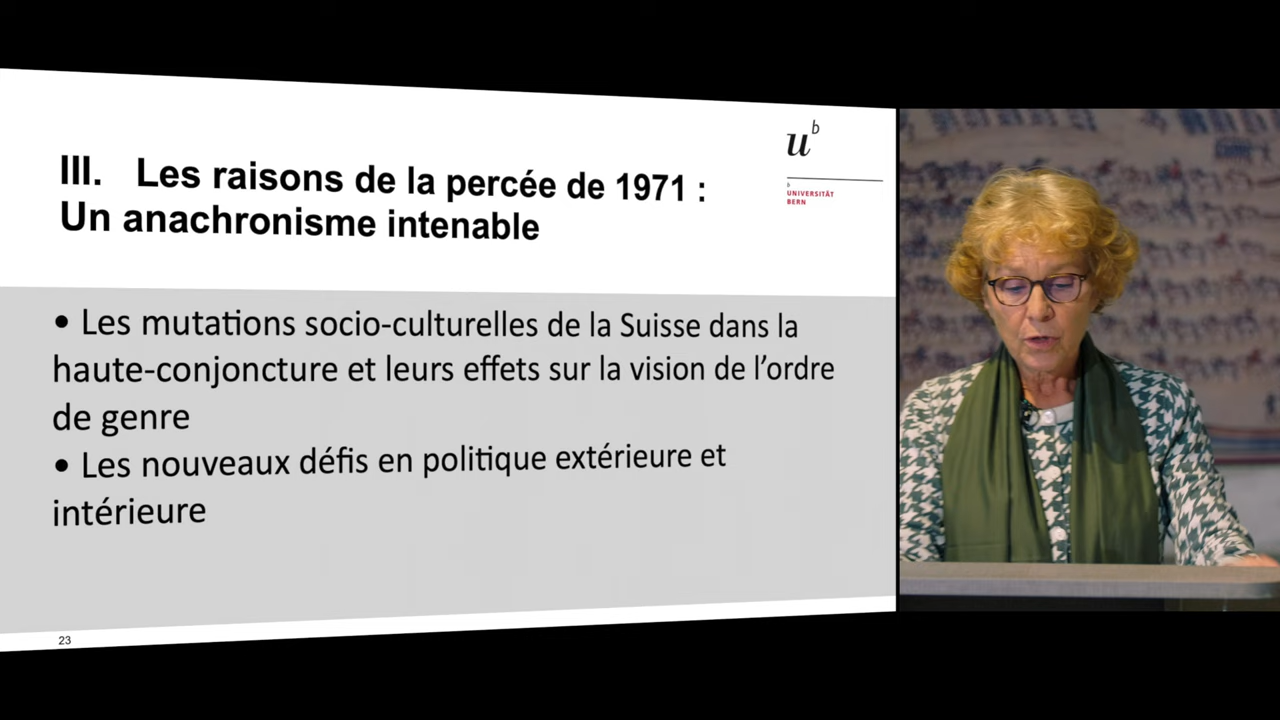 III. Les raisons de la percée de 1971 :
Un anachronisme intenable
u b
b
UNIVERSITÄT
BERN
• Les mutations socio-culturelles de la Suisse dans la
haute-conjoncture et leurs effets sur la vision de l’ordre
de genre
• Les nouveaux défis en politique extérieure et
intérieure
23